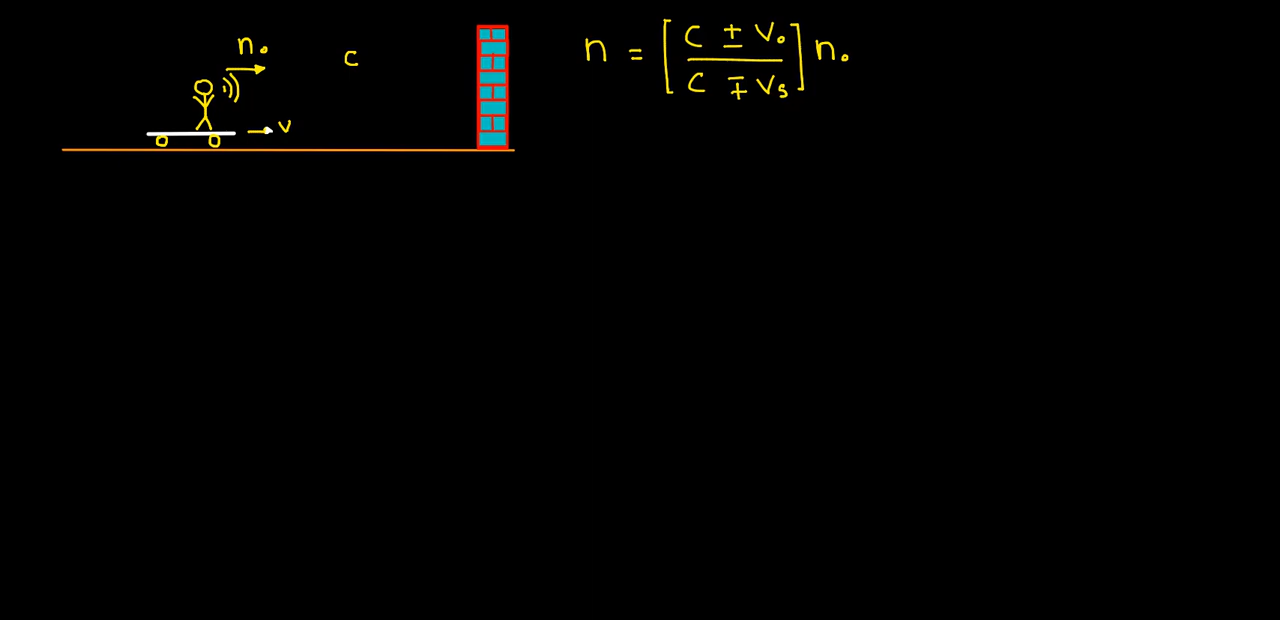 n₀
c
v
n = [ (c ± v₀) / (c ∓ vₛ) ] n₀